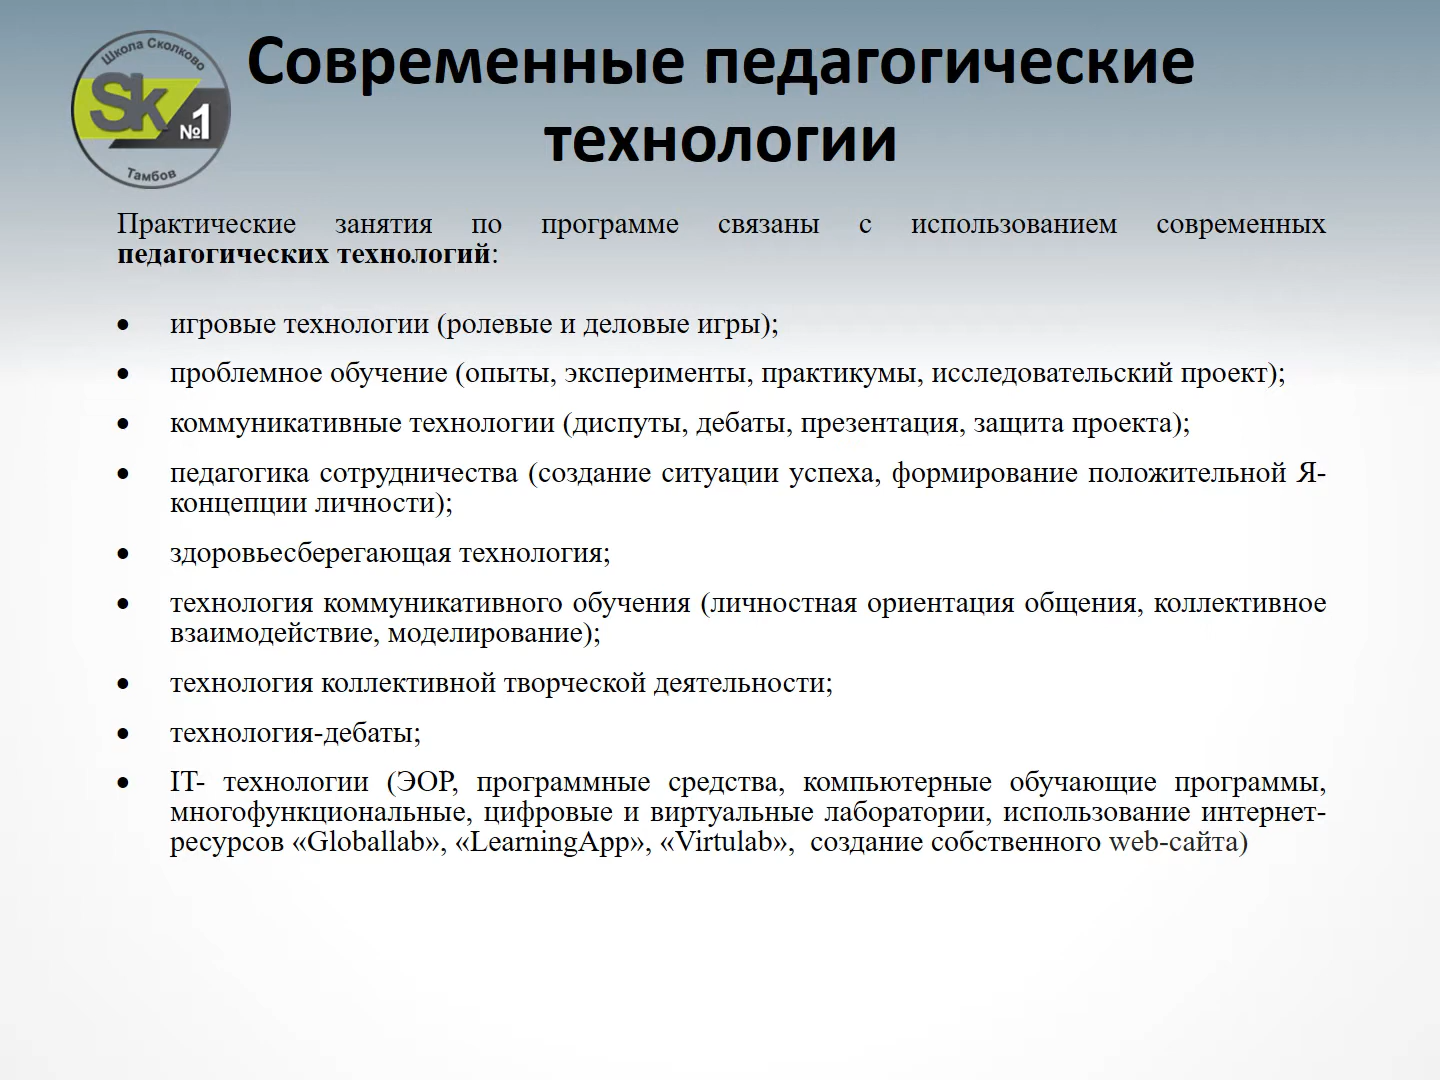 Школа Сколково
Sk
№1
Тамбов
Современные педагогические
технологии
Практические занятия по программе связаны с использованием современных
педагогических технологий:
• игровые технологии (ролевые и деловые игры);
• проблемное обучение (опыты, эксперименты, практикумы, исследовательский проект);
• коммуникативные технологии (диспуты, дебаты, презентация, защита проекта);
• педагогика сотрудничества (создание ситуации успеха, формирование положительной Я-
концепции личности);
• здоровьесберегающая технология;
• технология коммуникативного обучения (личностная ориентация общения, коллективное
взаимодействие, моделирование);
• технология коллективной творческой деятельности;
• технология-дебаты;
• IT- технологии (ЭОР, программные средства, компьютерные обучающие программы,
многофункциональные, цифровые и виртуальные лаборатории, использование интернет-
ресурсов «Globallab», «LearningApp», «Virtulab», создание собственного web-сайта)